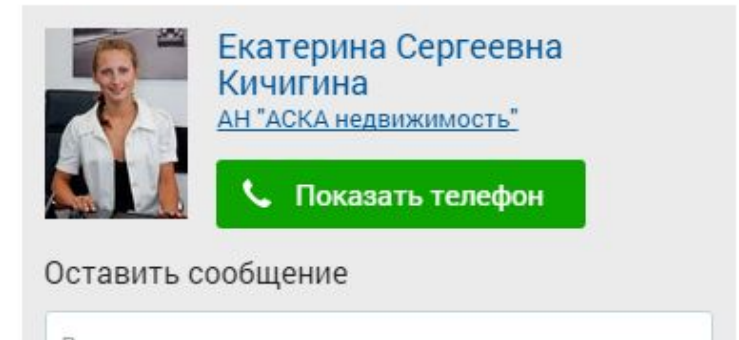 Екатерина Сергеевна
Кичигина
АН "АСКА недвижимость"
Показать телефон
Оставить сообщение